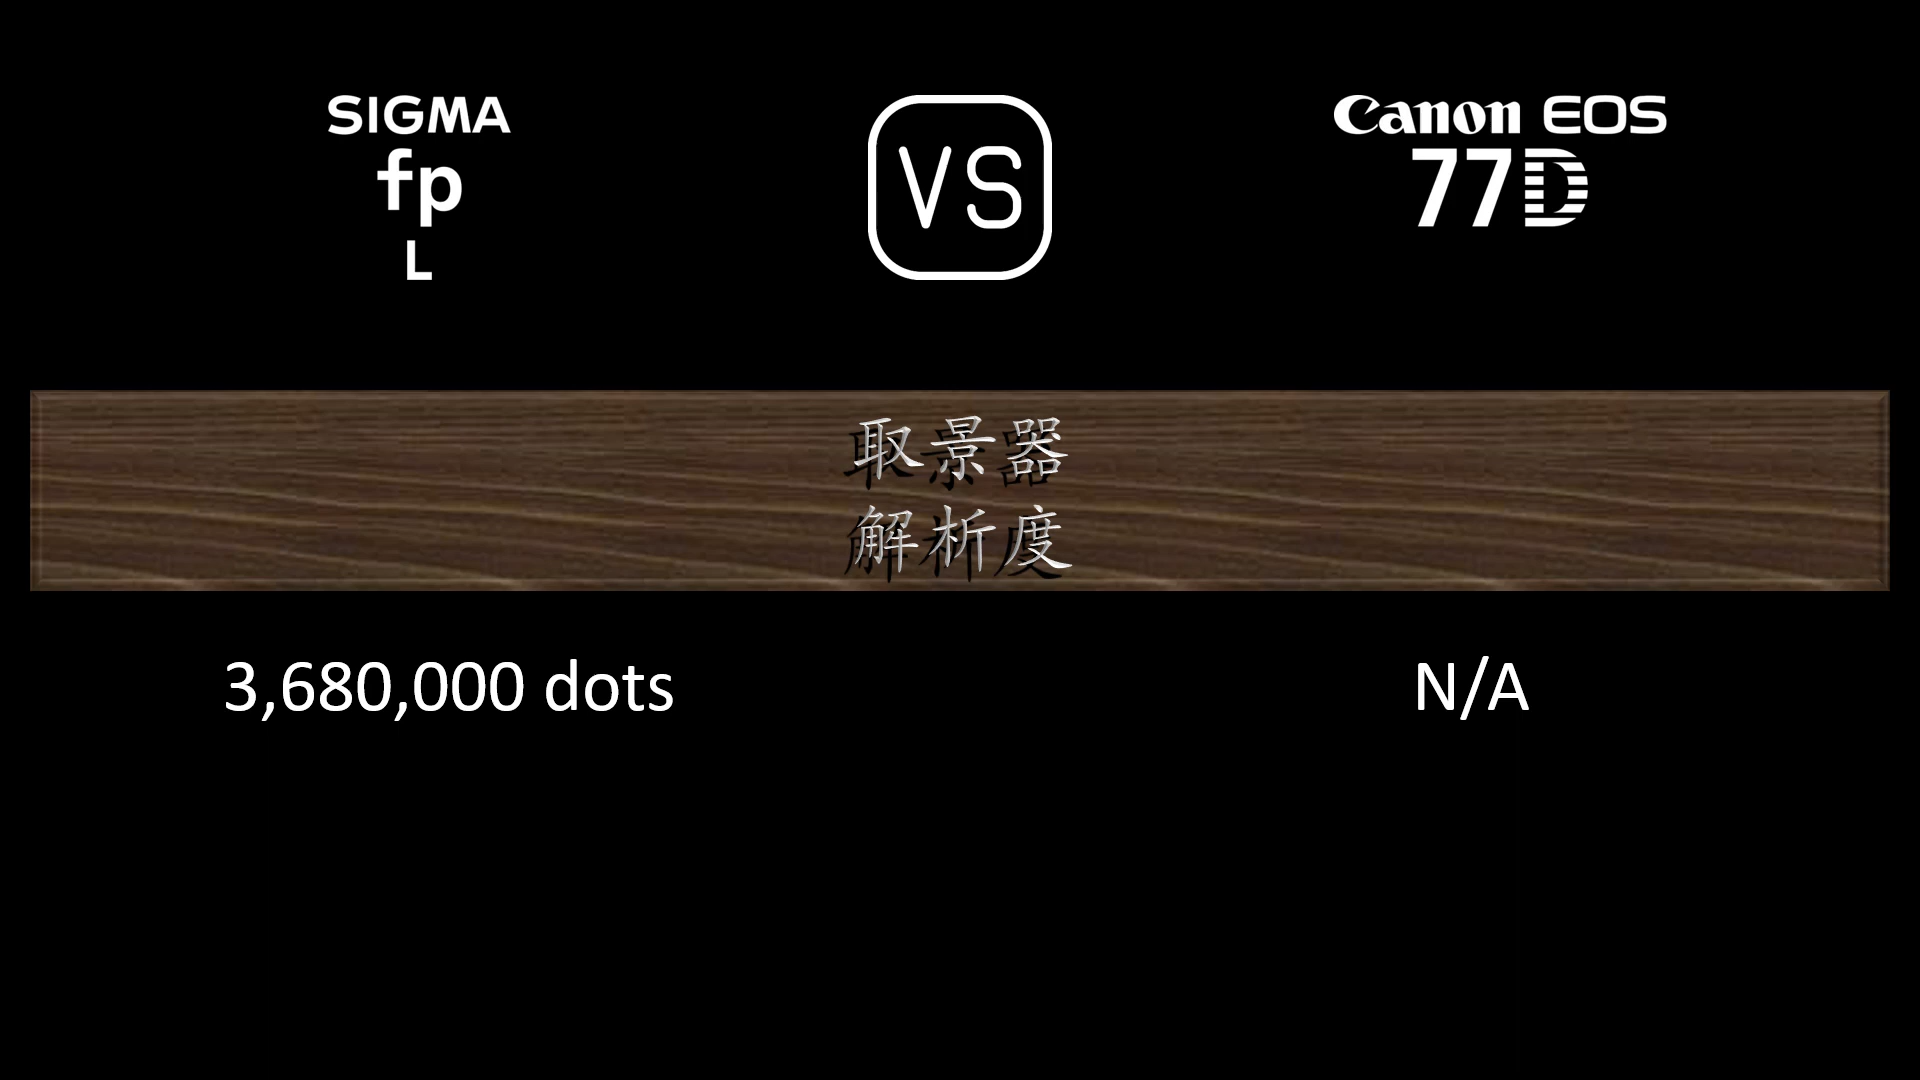 SIGMA
fp
L
VS
Canon EOS
77D
取景器
解析度
3,680,000 dots
N/A